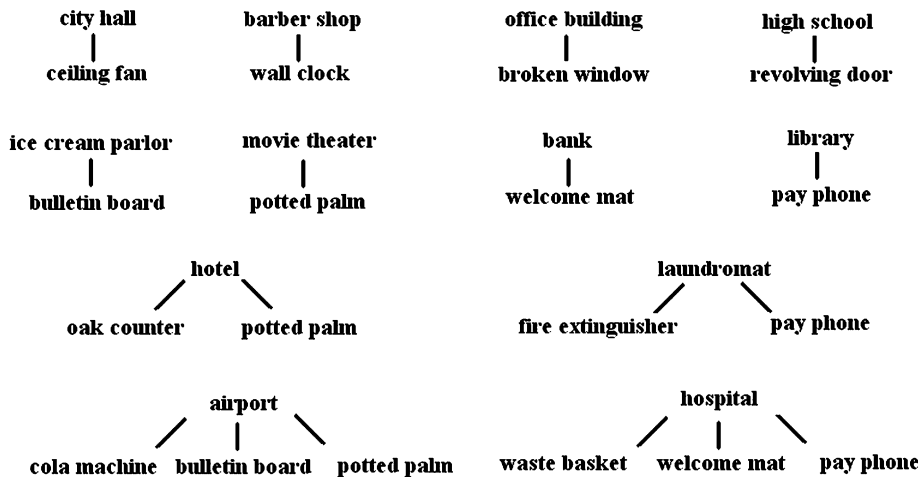 city hall barber shop office building high school
ceiling fan wall clock broken window revolving door
ice cream parlor movie theater bank library
bulletin board potted palm welcome mat pay phone
hotel laundromat
oak counter potted palm fire extinguisher pay phone
airport hospital
cola machine bulletin board potted palm waste basket welcome mat pay phone